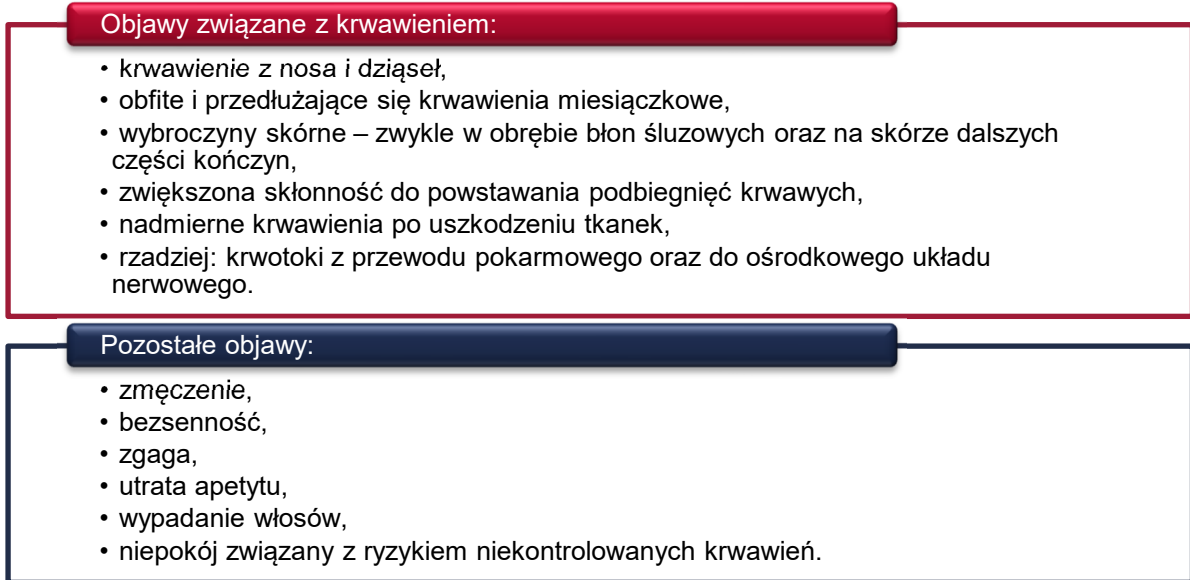 Objawy związane z krwawieniem:
• krwawienie z nosa i dziąseł,
• obfite i przedłużające się krwawienia miesiączkowe,
• wybroczyny skórne – zwykle w obrębie błon śluzowych oraz na skórze dalszych
części kończyn,
• zwiększona skłonność do powstawania podbiegnięć krwawych,
• nadmierne krwawienia po uszkodzeniu tkanek,
• rzadziej: krwotoki z przewodu pokarmowego oraz do ośrodkowego układu
nerwowego.
Pozostałe objawy:
• zmęczenie,
• bezsenność,
• zgaga,
• utrata apetytu,
• wypadanie włosów,
• niepokój związany z ryzykiem niekontrolowanych krwawień.